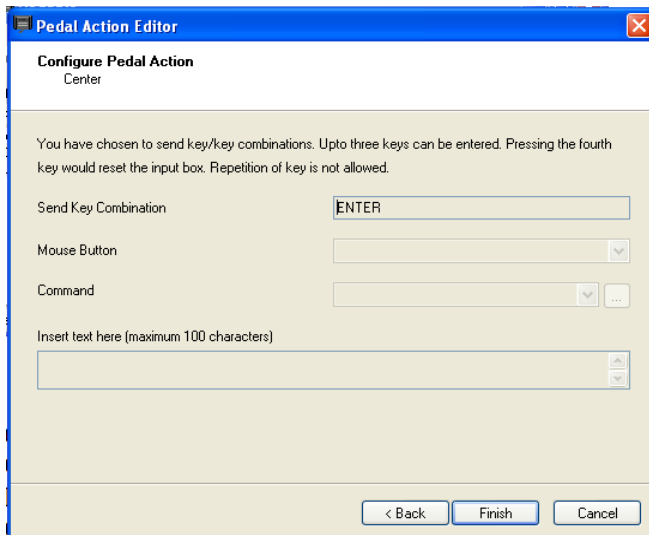 Pedal Action Editor
Configure Pedal Action
Center
You have chosen to send key/key combinations. Upto three keys can be entered. Pressing the fourth
key would reset the input box. Repetition of key is not allowed.
Send Key Combination
ENTER
Mouse Button
Command
...
Insert text here (maximum 100 characters)
< Back
Finish
Cancel